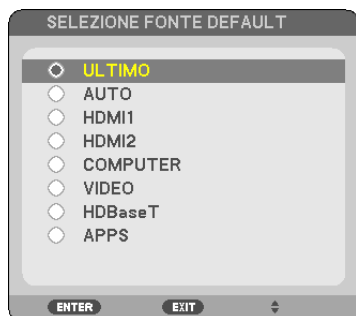 SELEZIONE FONTE DEFAULT
ULTIMO
AUTO
HDMI1
HDMI2
COMPUTER
VIDEO
HDBaseT
APPS
ENTER EXIT